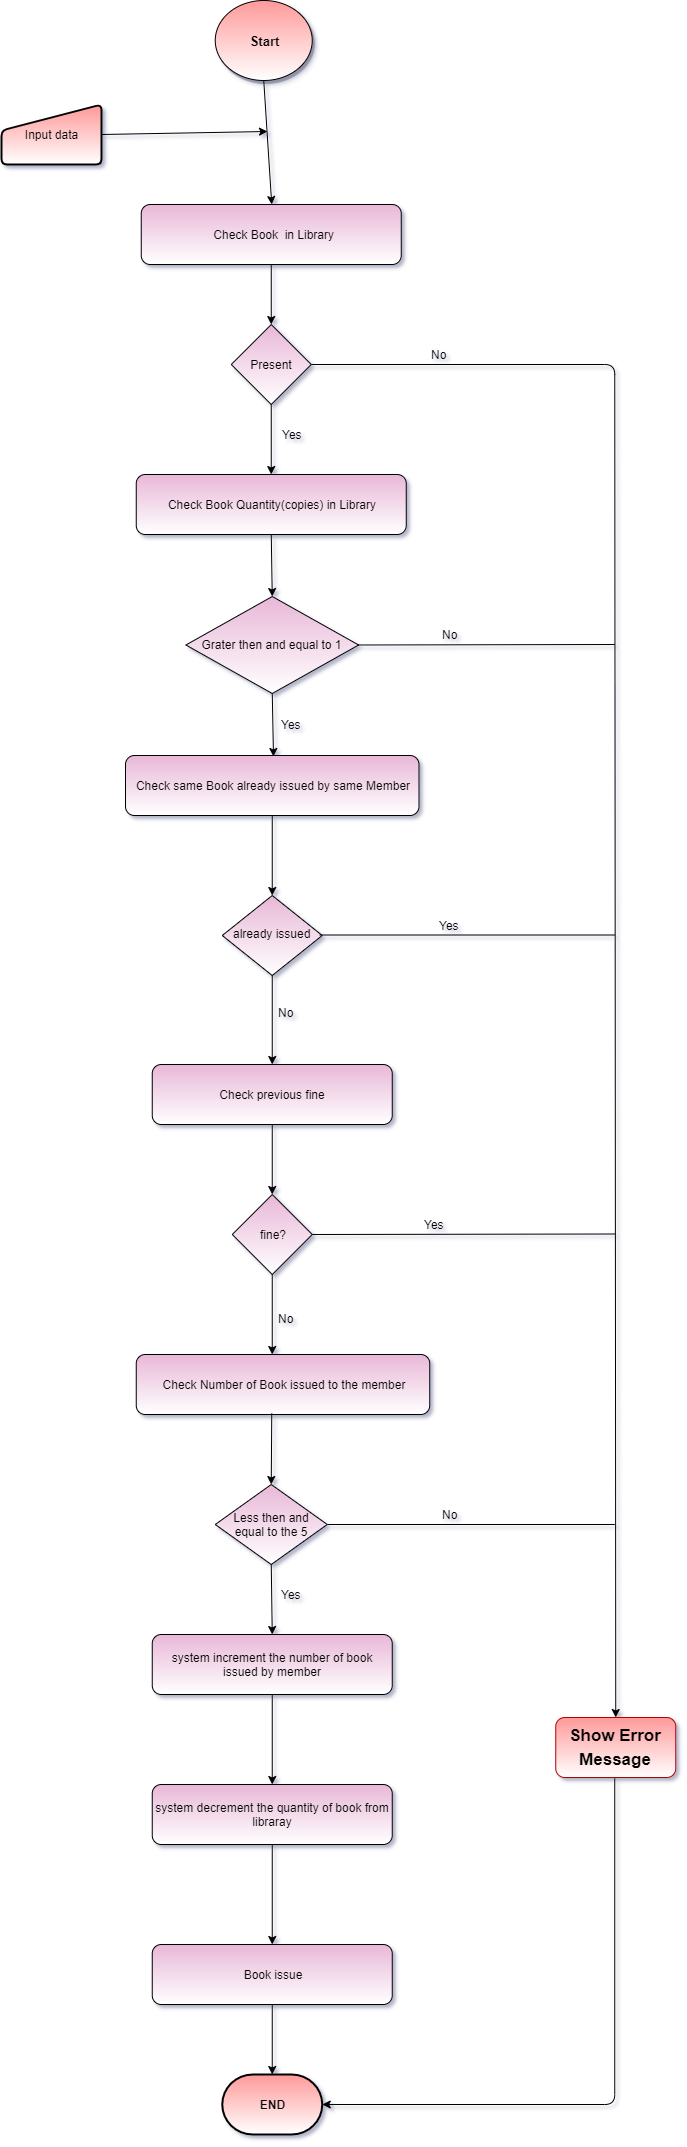 Start
Input data
Check Book in Library
Present
No
Yes
Check Book Quantity(copies) in Library
Grater then and equal to 1
No
Yes
Check same Book already issued by same Member
already issued
Yes
No
Check previous fine
fine?
Yes
No
Check Number of Book issued to the member
Less then and
equal to the 5
No
Yes
system increment the number of book
issued by member
Show Error
Message
system decrement the quantity of book from
libraray
Book issue
END